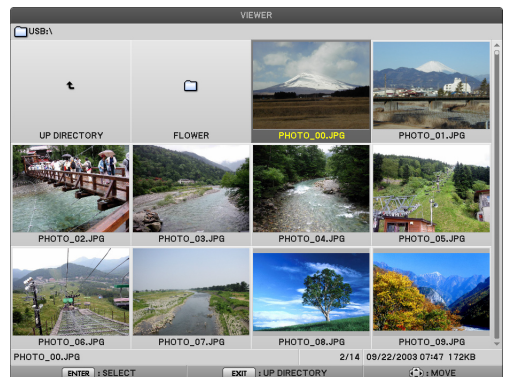 VIEWER
USB:\
UP DIRECTORY
FLOWER
PHOTO_00.JPG
PHOTO_01.JPG
PHOTO_02.JPG
PHOTO_03.JPG
PHOTO_04.JPG
PHOTO_05.JPG
PHOTO_06.JPG
PHOTO_07.JPG
PHOTO_08.JPG
PHOTO_09.JPG
PHOTO_00.JPG 2/14 09/22/2003 07:47 172KB
ENTER : SELECT EXIT : UP DIRECTORY : MOVE